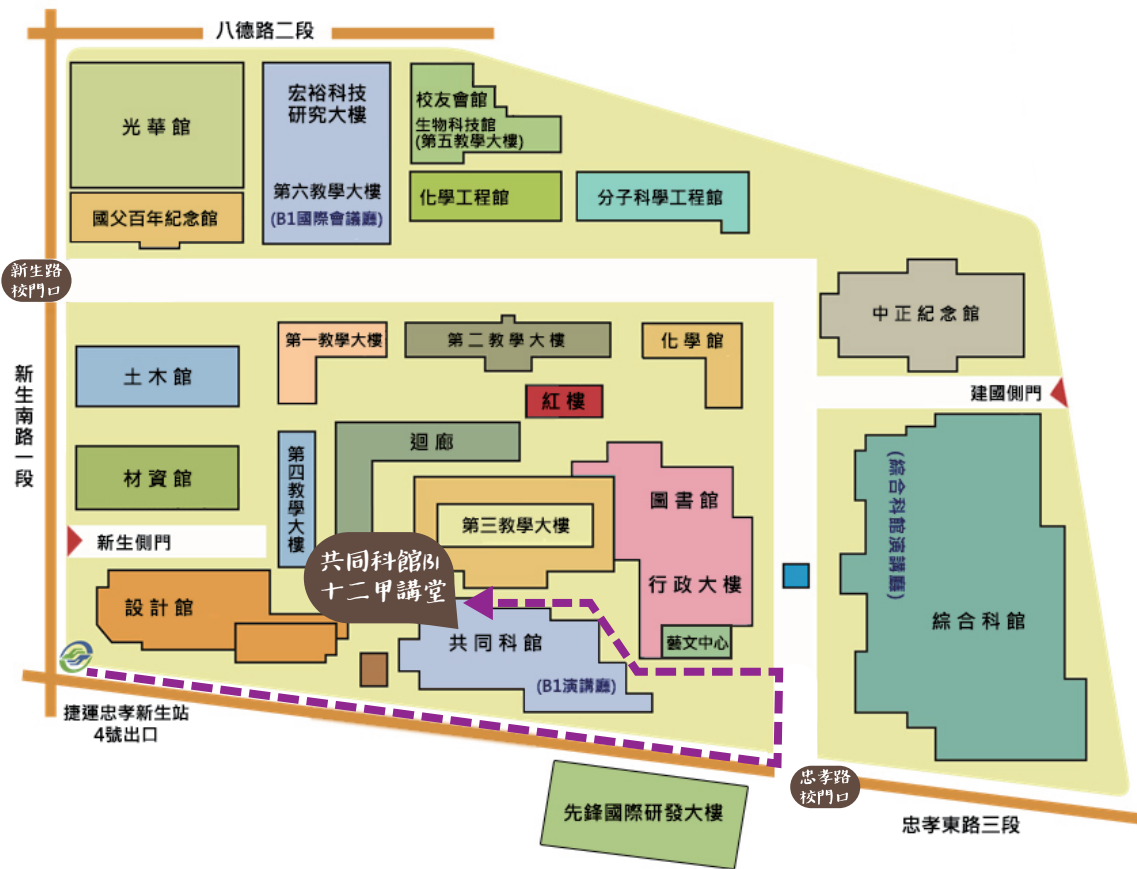 八德路二段
光華館
宏裕科技
研究大樓
第六教學大樓
(B1國際會議廳)
校友會館
生物科技館
(第五教學大樓)
化學工程館
分子科學工程館
國父百年紀念館
新生路
校門口
中正紀念館
建國側門
第一教學大樓
第二教學大樓
化學館
土木館
紅樓
新生南路一段
迴廊
材資館
第四教學大樓
圖書館
第三教學大樓
行政大樓
(綜合科館演講廳)
綜合科館
新生側門
共同科館B1
十二甲講堂
設計館
共同科館
(B1演講廳)
藝文中心
捷運忠孝新生站
4號出口
忠孝路
校門口
先鋒國際研發大樓
忠孝東路三段